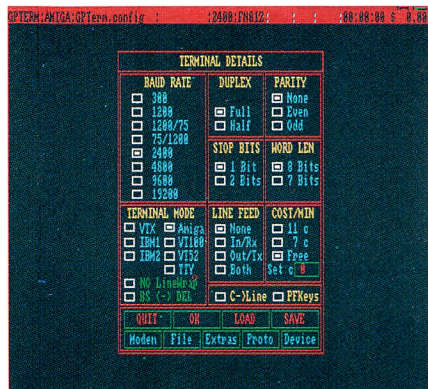 GPTERM:AMIGA:GPTerm.config | :2400:FN81Z: | | :00:00:00 $ 0.00
TERMINAL DETAILS
BAUD RATE DUPLEX PARITY
300 None
1200 Full Even
1200/75 Half Odd
75/1200
2400 STOP BITS WORD LEN
4800 1 Bit 8 Bits
9600 2 Bits 7 Bits
19200
TERMINAL MODE LINE FEED COST/MIN
VTX Amiga None 11 c
IBM1 VT100 In/Rx 7 c
IBM2 VT52 Out/Tx Free
TTY Both Set c 0
NO LineWrap
BS (-) DEL C-)Line PFKeys
QUIT OK LOAD SAVE
Modem File Extras Proto Device